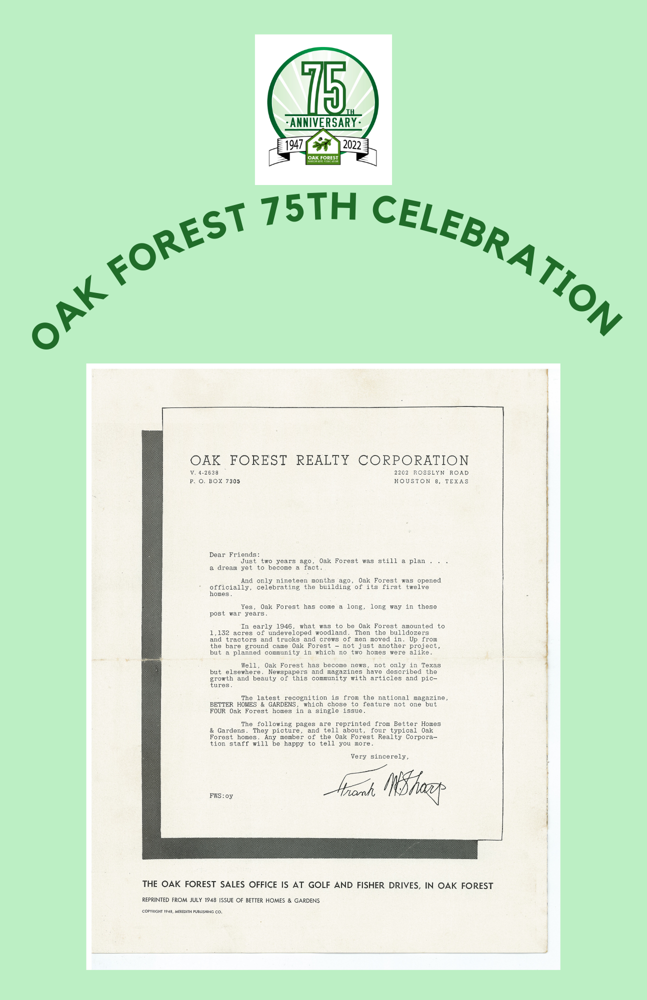 75TH
·ANNIVERSARY·
1947 2022
OAK FOREST
HOMEOWNERS ASSOCIATION
OAK FOREST 75TH CELEBRATION
OAK FOREST REALTY CORPORATION
V. 4-2638 2202 ROSSLYN ROAD
P. O. BOX 7305 HOUSTON 8, TEXAS
Dear Friends:
Just two years ago, Oak Forest was still a plan . . .
a dream yet to become a fact.
And only nineteen months ago, Oak Forest was opened
officially, celebrating the building of its first twelve
homes.
Yes, Oak Forest has come a long, long way in these
post war years.
In early 1946, what was to be Oak Forest amounted to
1,132 acres of undeveloped woodland. Then the bulldozers
and tractors and trucks and crews of men moved in. Up from
the bare ground came Oak Forest — not just another project,
but a planned community in which no two homes were alike.
Well, Oak Forest has become news, not only in Texas
but elsewhere. Newspapers and magazines have described the
growth and beauty of this community with articles and pic-
tures.
The latest recognition is from the national magazine,
BETTER HOMES & GARDENS, which chose to feature not one but
FOUR Oak Forest homes in a single issue.
The following pages are reprinted from Better Homes
& Gardens. They picture, and tell about, four typical Oak
Forest homes. Any member of the Oak Forest Realty Corpora-
tion staff will be happy to tell you more.
Very sincerely,
Frank W. Sharp
FWS:oy
THE OAK FOREST SALES OFFICE IS AT GOLF AND FISHER DRIVES, IN OAK FOREST
REPRINTED FROM JULY 1948 ISSUE OF BETTER HOMES & GARDENS
COPYRIGHT 1948, MEREDITH PUBLISHING CO.